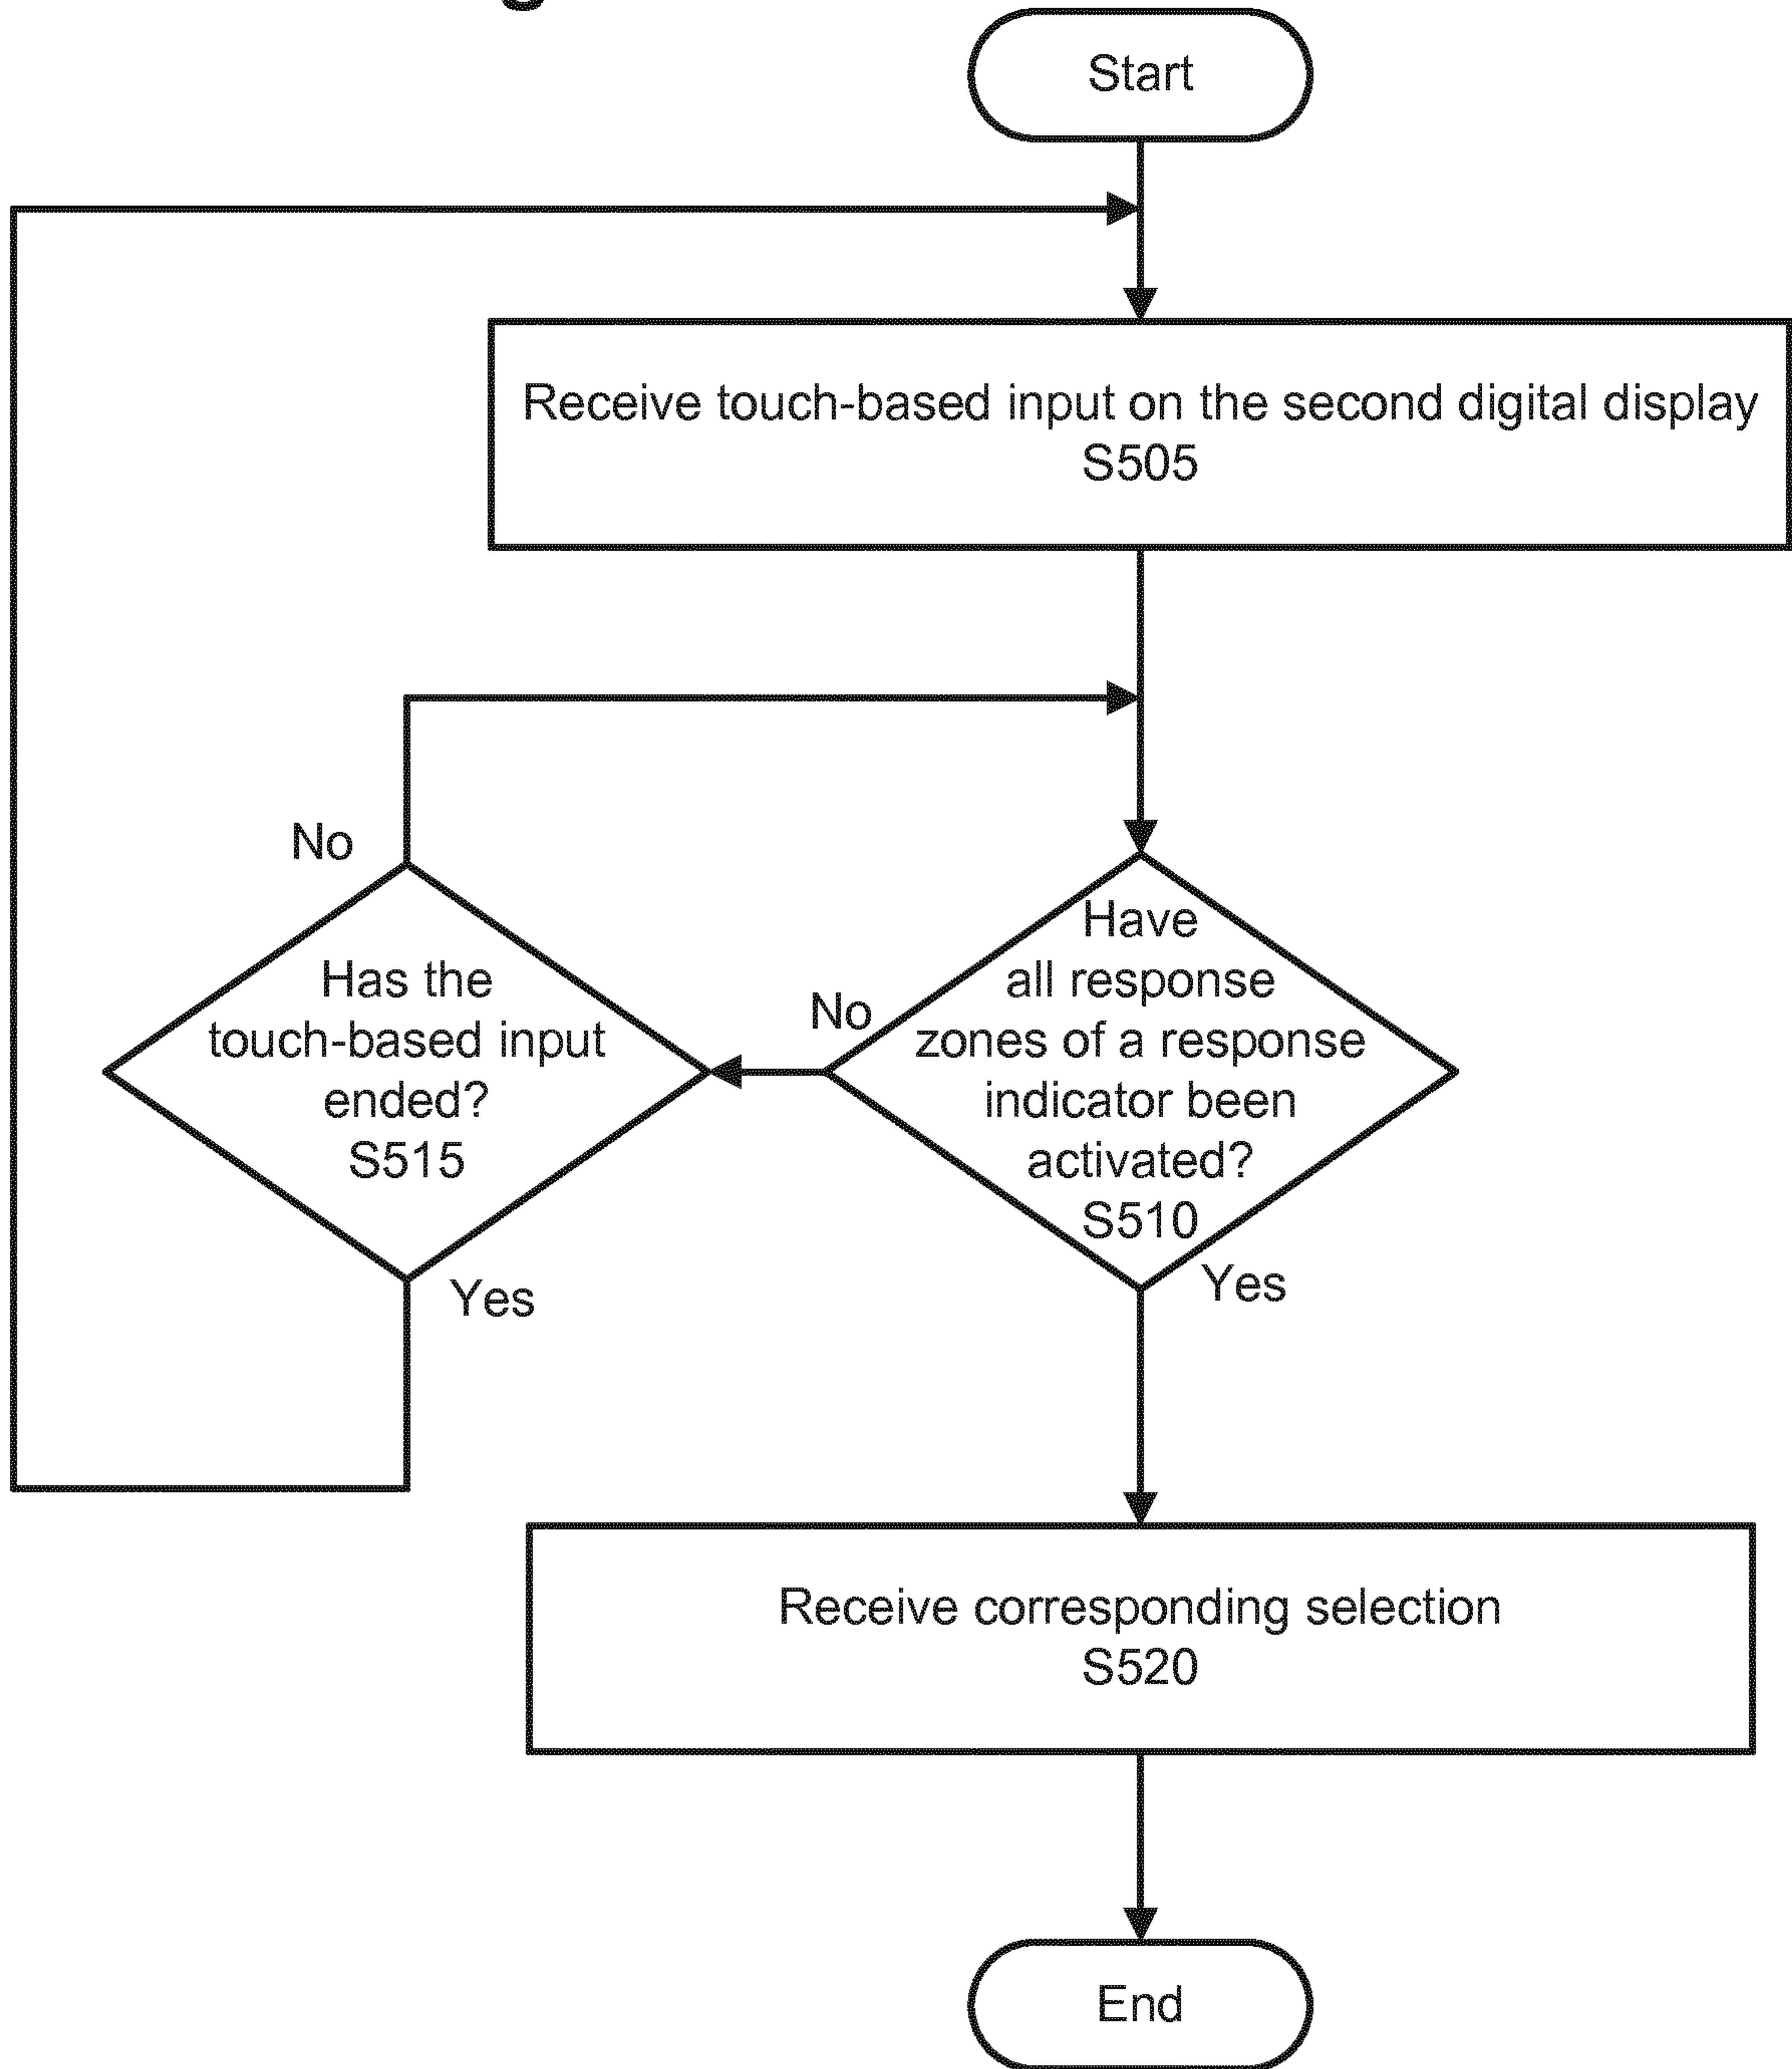 Start
Receive touch-based input on the second digital display
S505
No
Has the
touch-based input
ended?
S515
Yes
No
Have
all response
zones of a response
indicator been
activated?
S510
Yes
Receive corresponding selection
S520
End